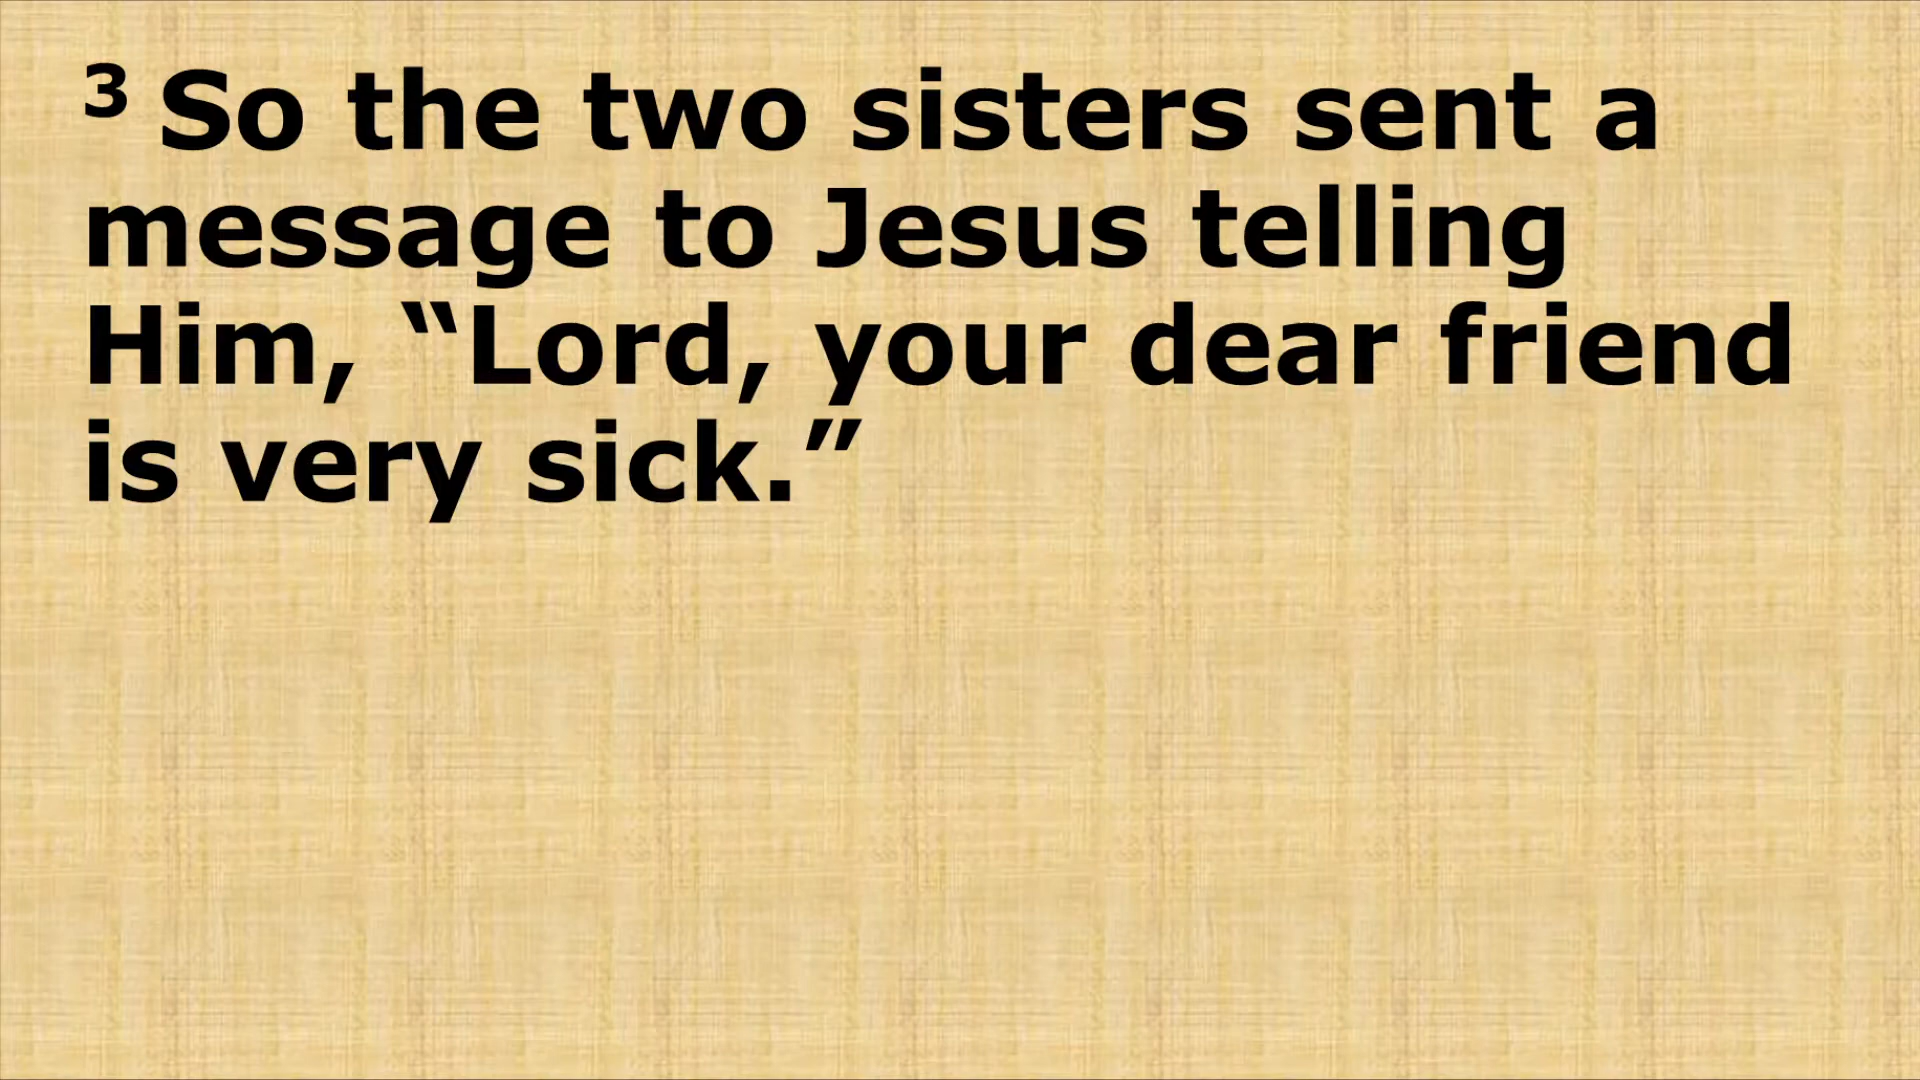 3 So the two sisters sent a
message to Jesus telling
Him, “Lord, your dear friend
is very sick.”